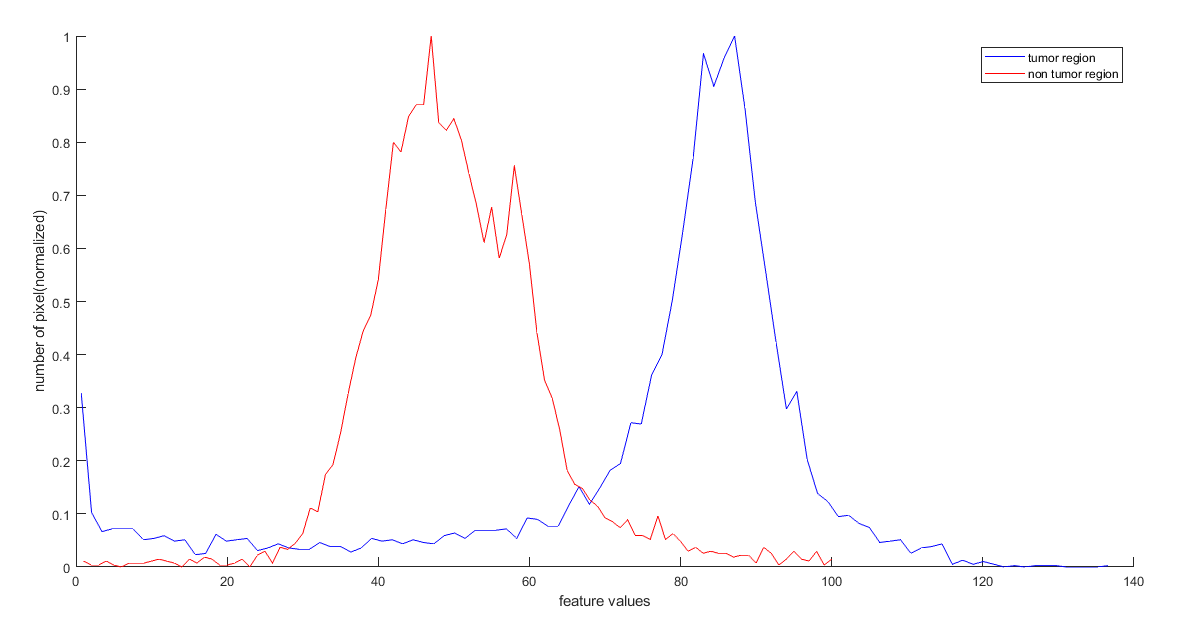 1
0.9
0.8
0.7
0.6
0.5
0.4
0.3
0.2
0.1
0
number of pixel(normalized)
0 20 40 60 80 100 120 140
feature values
tumor region
non tumor region